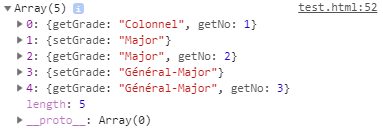 ▼ Array(5) i test.html:52
▶ 0: {getGrade: "Colonnel", getNo: 1}
▶ 1: {setGrade: "Major"}
▶ 2: {getGrade: "Major", getNo: 2}
▶ 3: {setGrade: "Général-Major"}
▶ 4: {getGrade: "Général-Major", getNo: 3}
length: 5
▶ __proto__: Array(0)